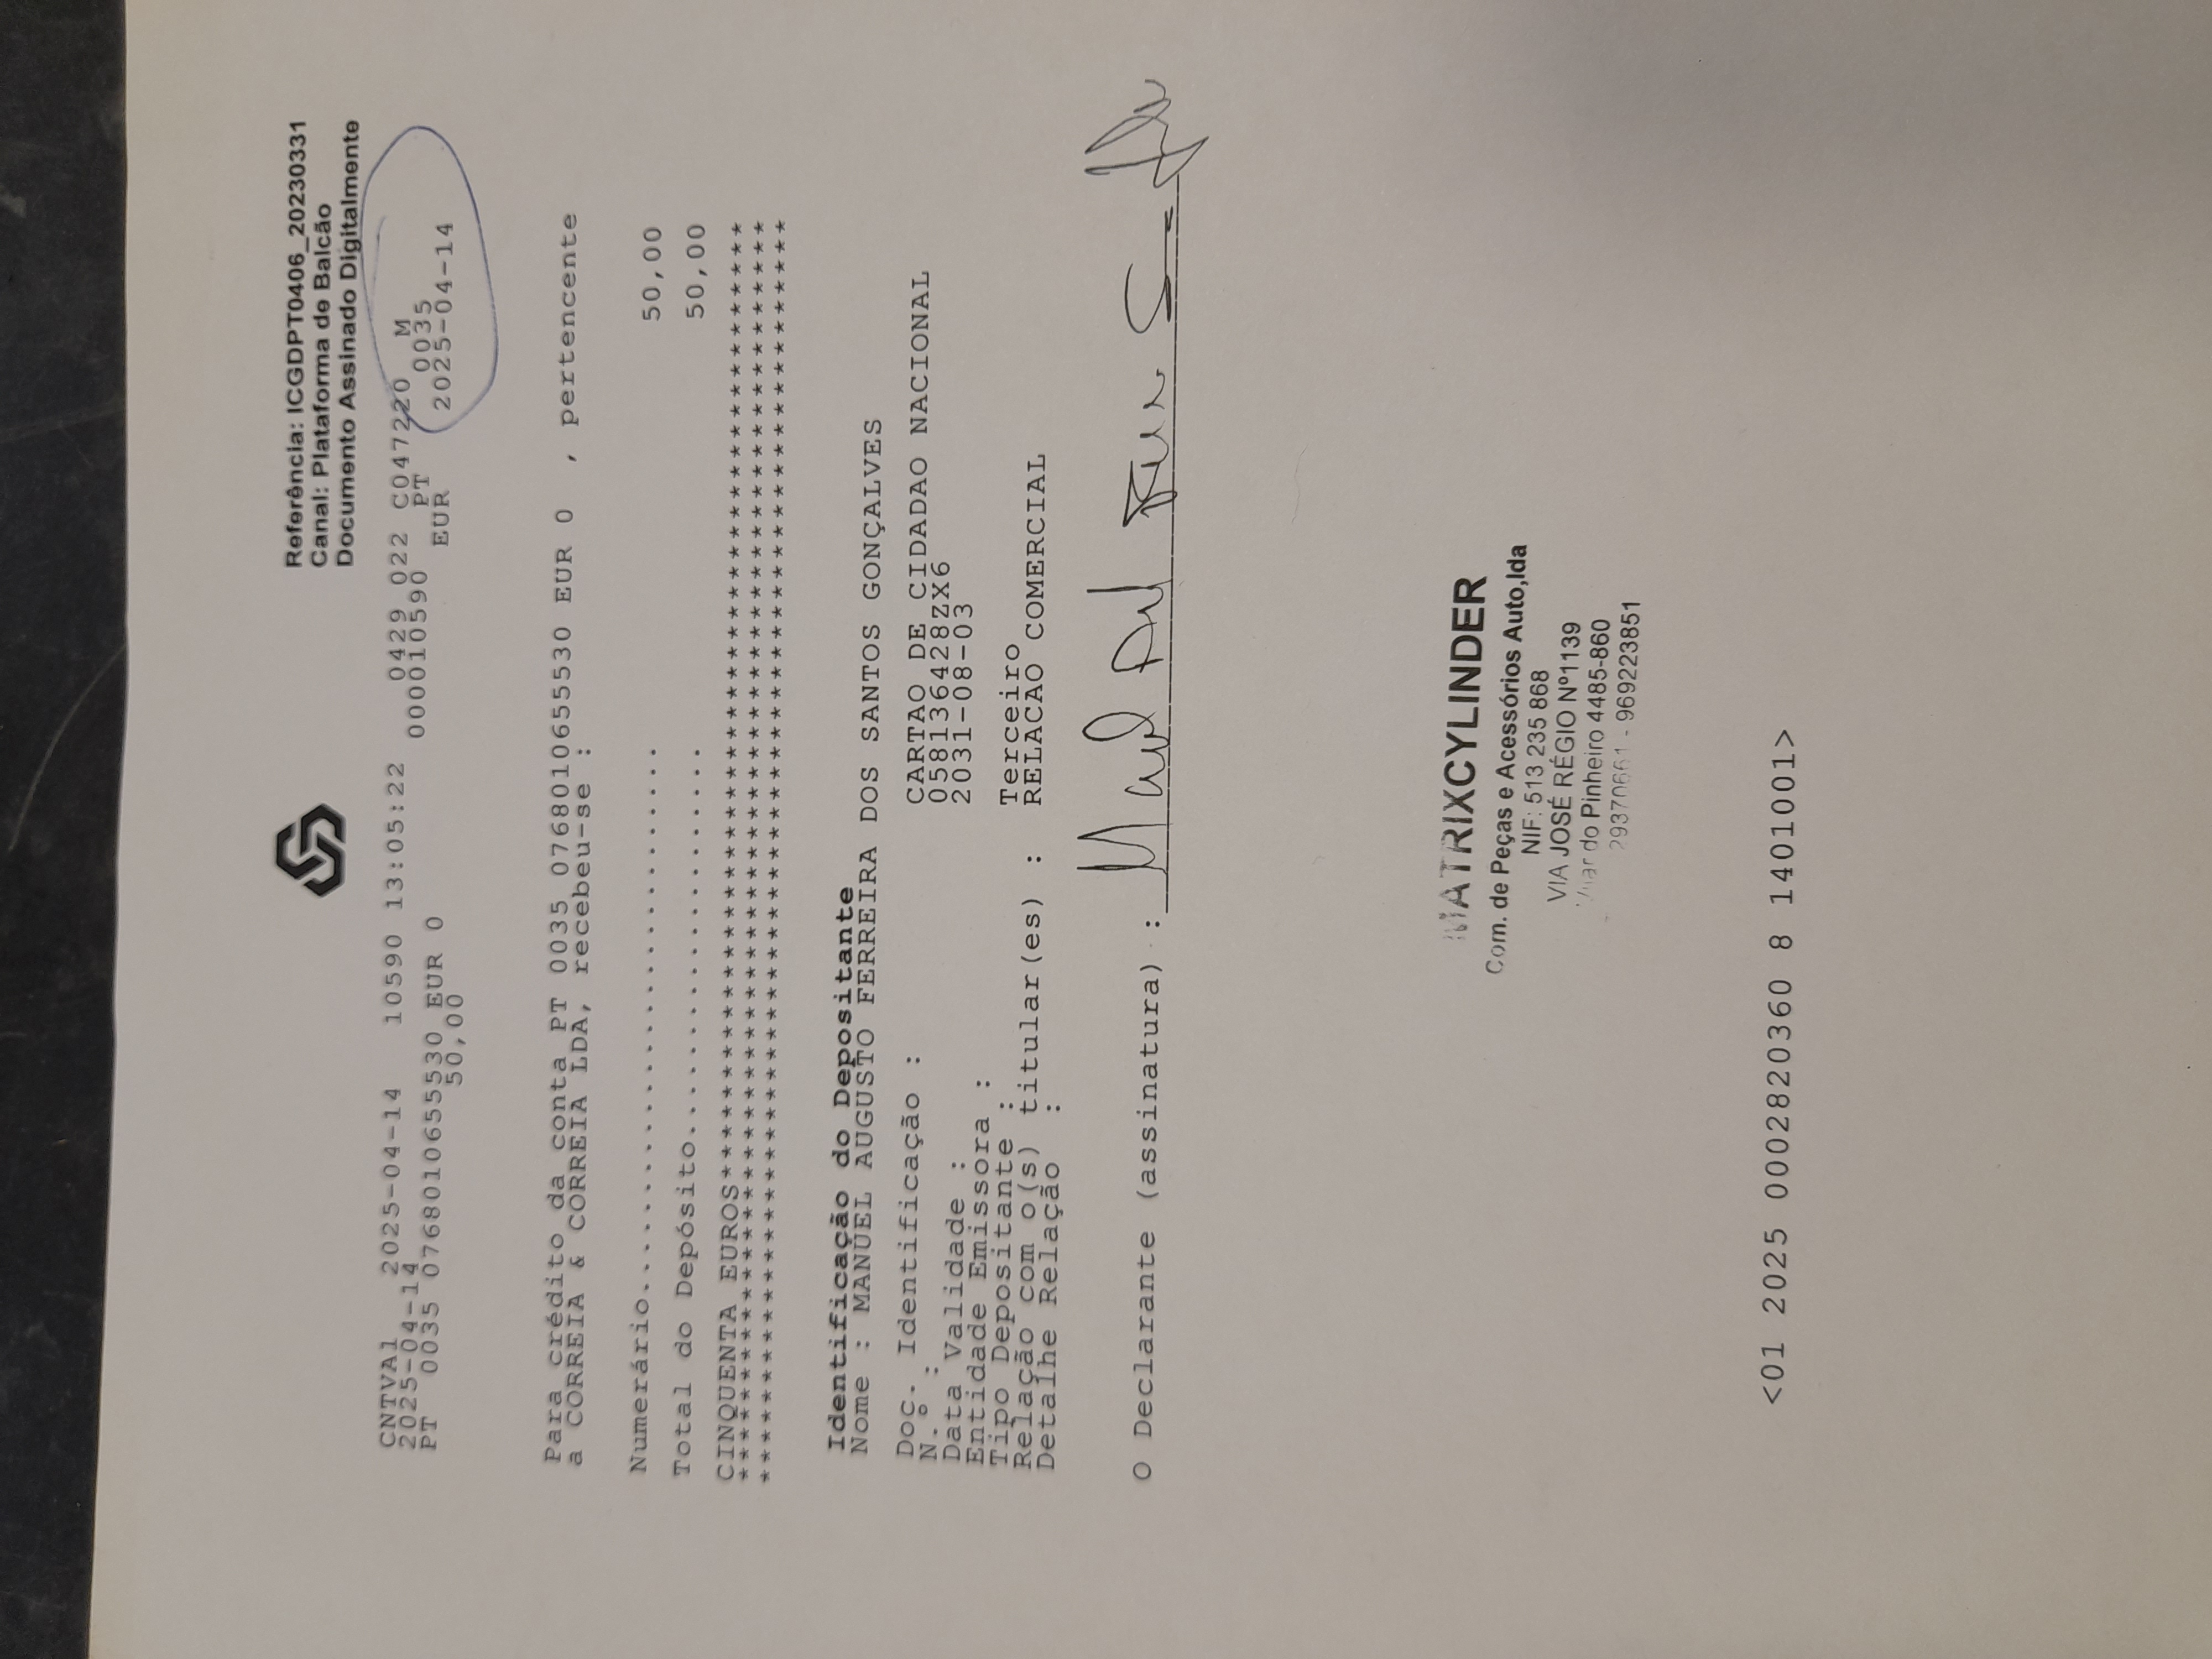 Referência: ICGDPT0406_20230331
Canal: Plataforma de Balcão
Documento Assinado Digitalmente
CNTVA1 2025-04-14 10590 13:05:22 0429 022 C047220 M
2025-04-14 0000010590 PT 0035
PT 0035 0768010655530 EUR 0 EUR 2025-04-14
50,00
Para crédito da conta PT 0035 0768010655530 EUR 0 , pertencente
a CORREIA & CORREIA LDA, recebeu-se :
Numerário.............................. 50,00
Total do Depósito...................... 50,00
CINQUENTA EUROS************************************************
***************************************************************
***************************************************************
Identificação do Depositante
Nome : MANUEL AUGUSTO FERREIRA DOS SANTOS GONÇALVES
Doc. Identificação : CARTAO DE CIDADAO NACIONAL
N.º : 058136428ZX6
Data Validade : 2031-08-03
Entidade Emissora :
Tipo Depositante : Terceiro
Relação com o(s) titular(es) : RELACAO COMERCIAL
Detalhe Relação :
O Declarante (assinatura) :
MATRIXCYLINDER
Com. de Peças e Acessórios Auto,lda
NIF: 513 235 868
VIA JOSÉ RÉGIO Nº1139
Vilar do Pinheiro 4485-860
293706661 - 969223851
<01 2025 0002820360 8 1401001>